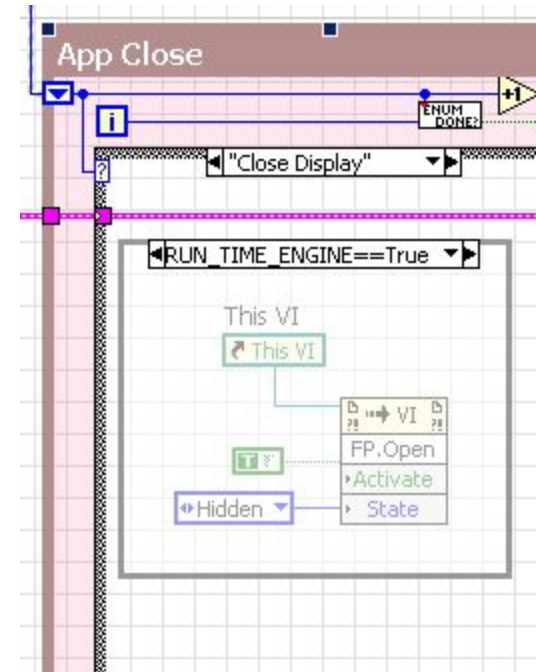 App Close
+1
i
ENUM
DONE?
"Close Display"
?
RUN_TIME_ENGINE==True
This VI
This VI
VI
FP.Open
T
Activate
Hidden
State